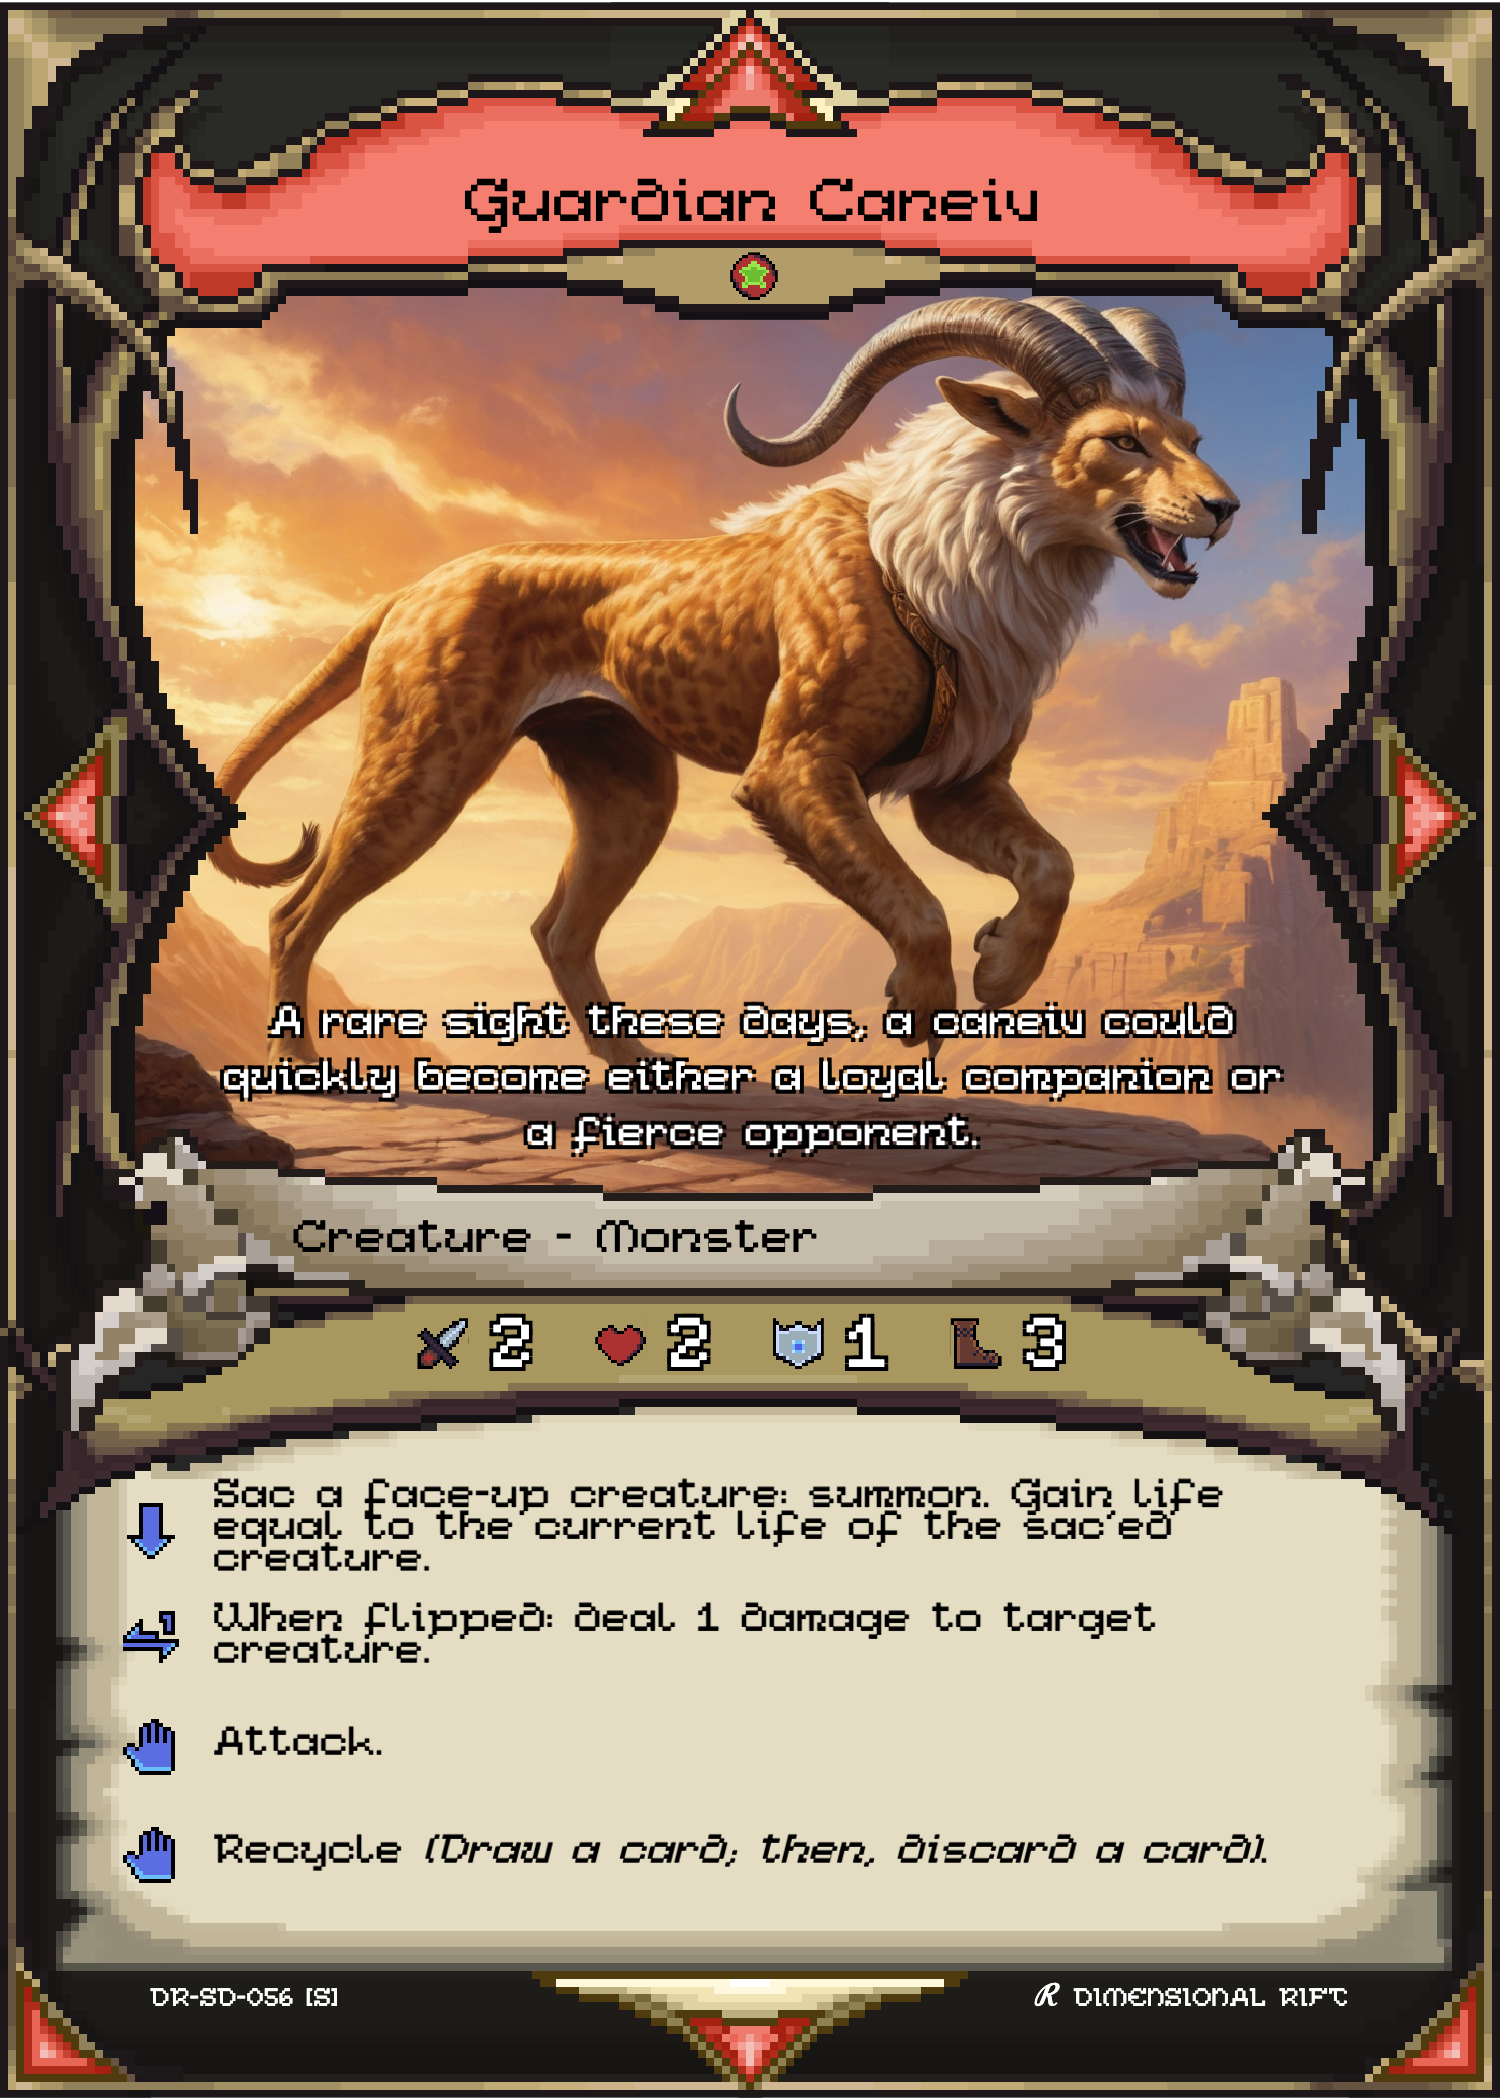 Guardian Caneiv
A rare sight these days, a caneiv could
quickly become either a loyal companion or
a fierce opponent.
Creature - Monster
2 2 1 3
Sac a face-up creature: summon. Gain life
equal to the current life of the sac'ed
creature.
When flipped: deal 1 damage to target
creature.
Attack.
Recycle (Draw a card; then, discard a card).
DR-SD-056 [S]
R DIMENSIONAL RIFT